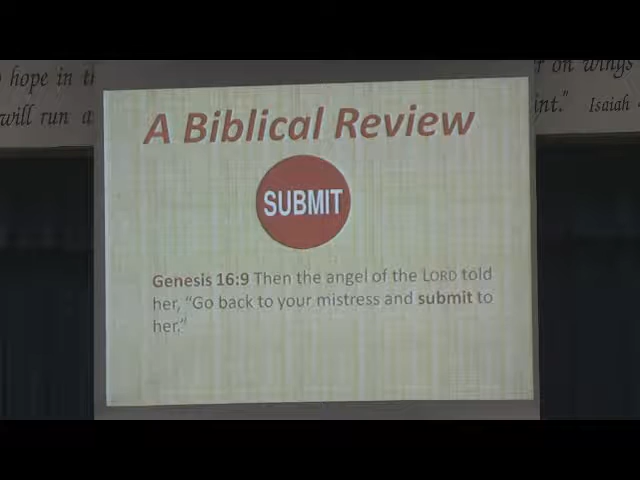 hope in
r on wings
will run a
int." Isaiah
A Biblical Review
SUBMIT
Genesis 16:9 Then the angel of the LORD told
her, “Go back to your mistress and submit to
her.”